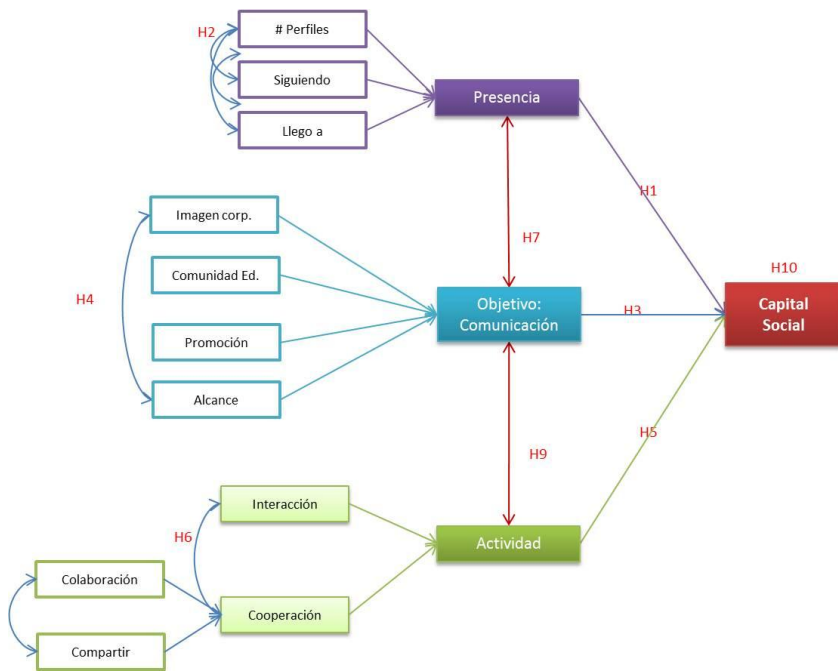 H2
# Perfiles
Siguiendo
Llego a
Presencia
H1
Imagen corp.
H7
Comunidad Ed.
H4
H10
Objetivo:
Comunicación
H3
Capital
Social
Promoción
Alcance
H5
H9
Interacción
H6
Actividad
Colaboración
Cooperación
Compartir